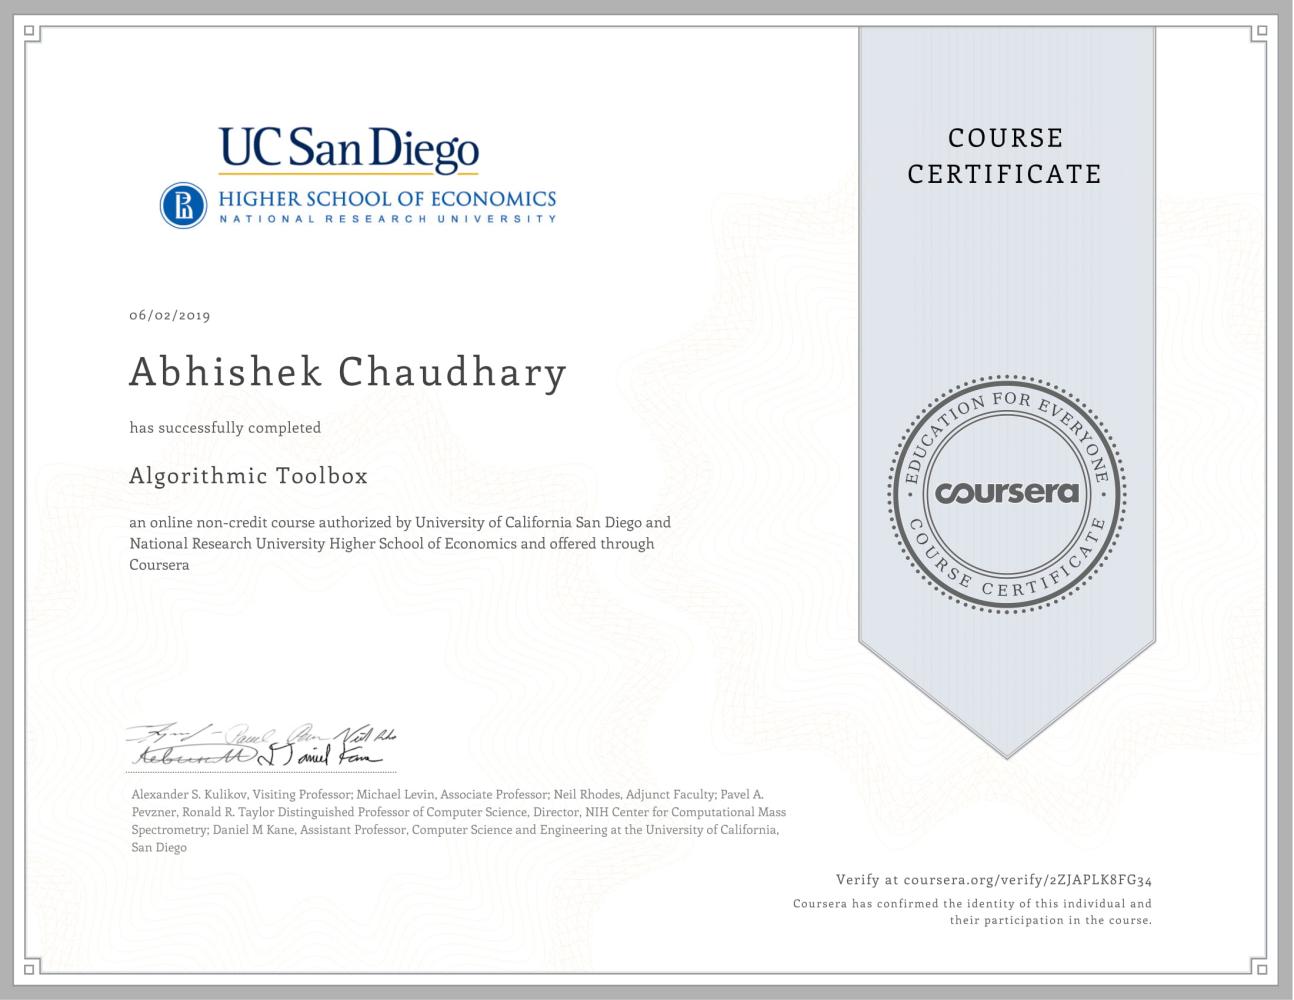 UC San Diego
HIGHER SCHOOL OF ECONOMICS
NATIONAL RESEARCH UNIVERSITY
COURSE
CERTIFICATE
06/02/2019
Abhishek Chaudhary
has successfully completed
Algorithmic Toolbox
an online non-credit course authorized by University of California San Diego and
National Research University Higher School of Economics and offered through
Coursera
EDUCATION FOR EVERYONE
coursera
COURSE CERTIFICATE
Daniel Kane
Alexander S. Kulikov, Visiting Professor; Michael Levin, Associate Professor; Neil Rhodes, Adjunct Faculty; Pavel A.
Pevzner, Ronald R. Taylor Distinguished Professor of Computer Science, Director, NIH Center for Computational Mass
Spectrometry; Daniel M Kane, Assistant Professor, Computer Science and Engineering at the University of California,
San Diego
Verify at coursera.org/verify/2ZJAPLK8FG34
Coursera has confirmed the identity of this individual and
their participation in the course.